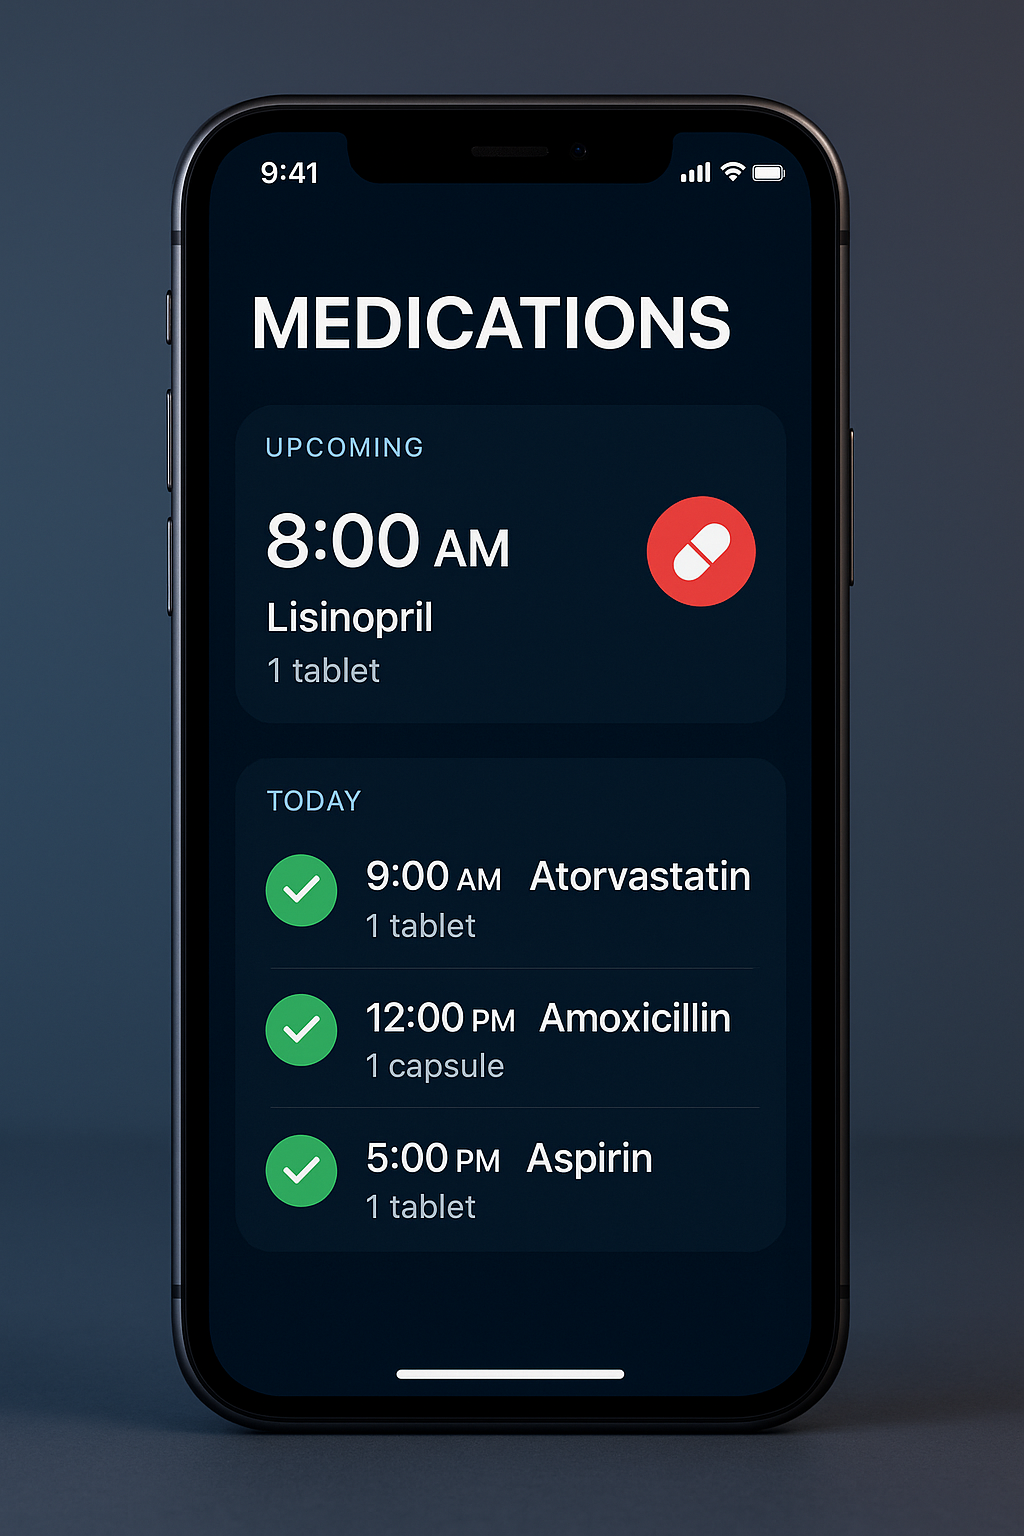 9:41
MEDICATIONS
UPCOMING
8:00 AM
Lisinopril
1 tablet
TODAY
9:00 AM Atorvastatin
1 tablet
12:00 PM Amoxicillin
1 capsule
5:00 PM Aspirin
1 tablet